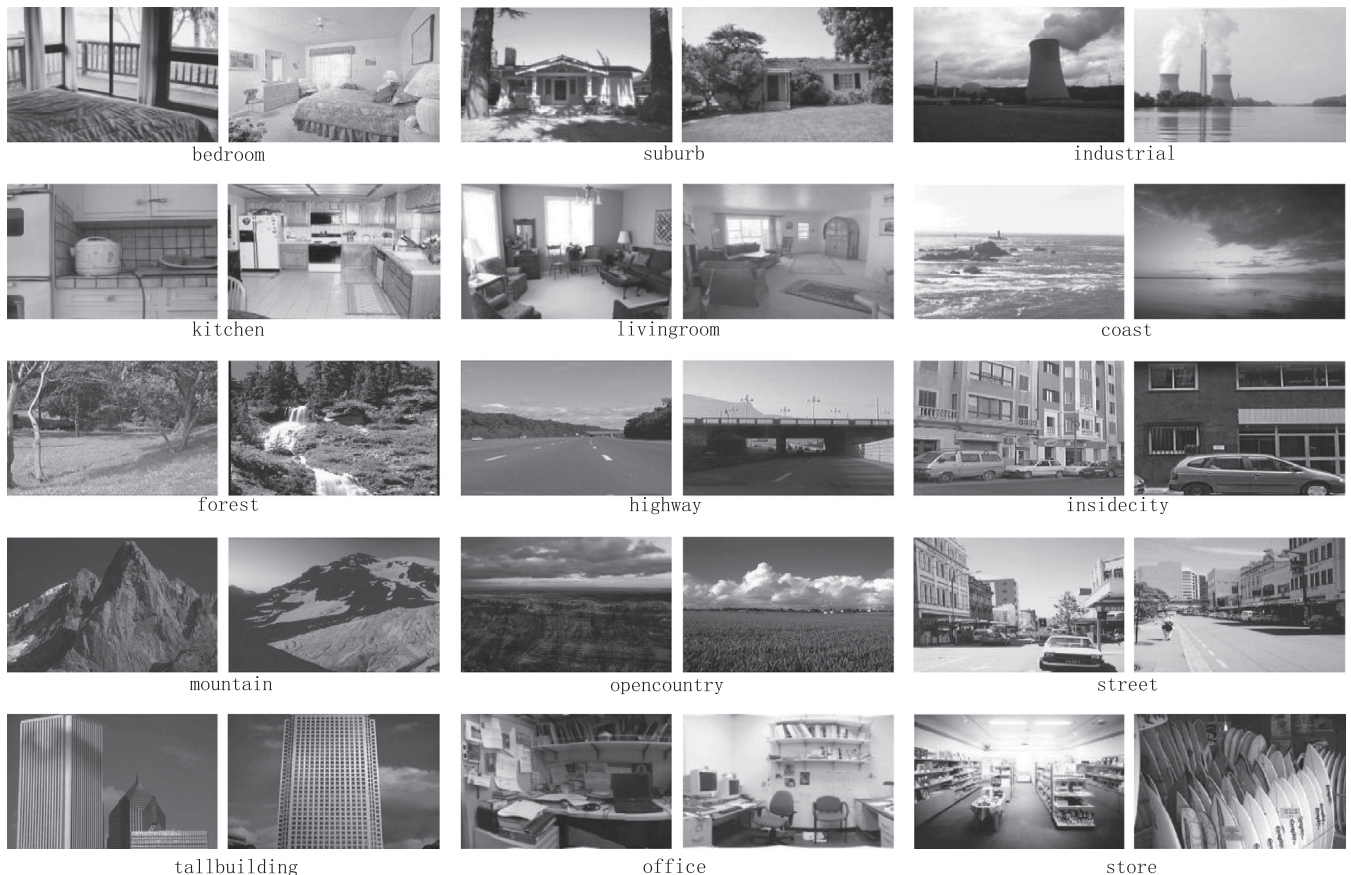 bedroom
suburb
industrial
kitchen
livingroom
coast
forest
highway
insidecity
mountain
opencountry
street
tallbuilding
office
store